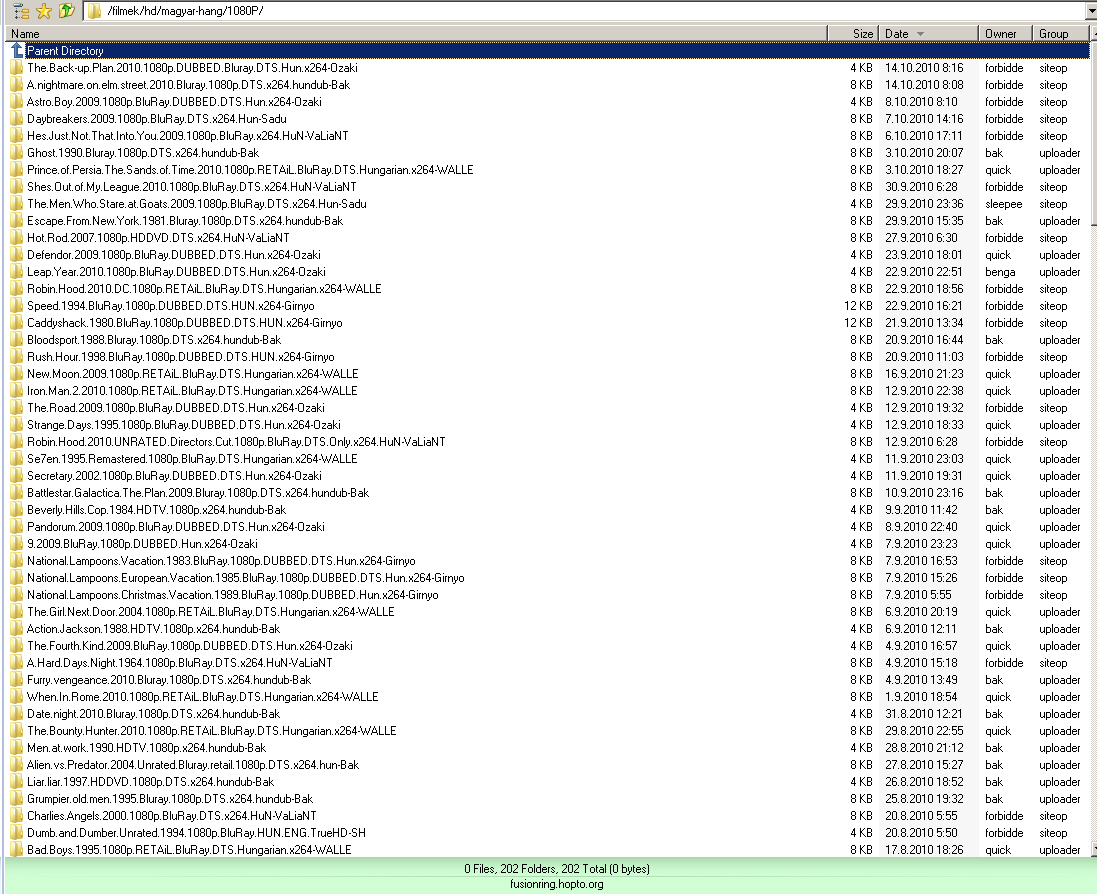 /filmek/hd/magyar-hang/1080P/
Name Size Date Owner Group
Parent Directory
The.Back-up.Plan.2010.1080p.DUBBED.Bluray.DTS.Hun.x264-Ozaki 4 KB 14.10.2010 8:16 forbidde siteop
A.nightmare.on.elm.street.2010.Bluray.1080p.DTS.x264.hundub-Bak 8 KB 14.10.2010 8:08 forbidde siteop
Astro.Boy.2009.1080p.BluRay.DUBBED.DTS.Hun.x264-Ozaki 4 KB 8.10.2010 8:10 forbidde siteop
Daybreakers.2009.1080p.BluRay.DTS.x264.Hun-Sadu 8 KB 7.10.2010 14:16 forbidde siteop
Hes.Just.Not.That.Into.You.2009.1080p.BluRay.x264.HuN-VaLiANT 8 KB 6.10.2010 17:11 forbidde siteop
Ghost.1990.Bluray.1080p.DTS.x264.hundub-Bak 8 KB 3.10.2010 20:07 bak uploader
Prince.of.Persia.The.Sands.of.Time.2010.1080p.RETAiL.BluRay.DTS.Hungarian.x264-WALLE 8 KB 3.10.2010 18:27 quick uploader
Shes.Out.of.My.League.2010.1080p.BluRay.DTS.x264.HuN-VaLiaNT 8 KB 30.9.2010 6:28 forbidde siteop
The.Men.Who.Stare.at.Goats.2009.1080p.BluRay.DTS.x264.Hun-Sadu 4 KB 29.9.2010 23:36 sleepee siteop
Escape.From.New.York.1981.Bluray.1080p.DTS.x264.hundub-Bak 8 KB 29.9.2010 15:35 bak uploader
Hot.Rod.2007.1080p.HDDVD.DTS.x264.HuN-VaLiaNT 8 KB 27.9.2010 6:30 forbidde siteop
Defendor.2009.1080p.BluRay.DUBBED.DTS.Hun.x264-Ozaki 4 KB 23.9.2010 18:01 quick uploader
Leap.Year.2010.1080p.BluRay.DUBBED.DTS.Hun.x264-Ozaki 4 KB 22.9.2010 22:51 benga uploader
Robin.Hood.2010.DC.1080p.RETAiL.BluRay.DTS.Hungarian.x264-WALLE 8 KB 22.9.2010 18:56 forbidde siteop
Speed.1994.BluRay.1080p.DUBBED.DTS.HUN.x264-Girnyo 12 KB 22.9.2010 16:21 forbidde siteop
Caddyshack.1980.BluRay.1080p.DUBBED.DTS.HUN.x264-Girnyo 12 KB 21.9.2010 13:34 forbidde siteop
Bloodsport.1988.Bluray.1080p.DTS.x264.hundub-Bak 8 KB 20.9.2010 16:44 bak uploader
Rush.Hour.1998.BluRay.1080p.DUBBED.DTS.HUN.x264-Girnyo 8 KB 20.9.2010 11:03 forbidde siteop
New.Moon.2009.1080p.RETAiL.BluRay.DTS.Hungarian.x264-WALLE 8 KB 16.9.2010 21:23 quick uploader
Iron.Man.2.2010.1080p.RETAiL.BluRay.DTS.Hungarian.x264-WALLE 8 KB 12.9.2010 22:38 quick uploader
The.Road.2009.1080p.BluRay.DUBBED.DTS.Hun.x264-Ozaki 4 KB 12.9.2010 19:32 forbidde siteop
Strange.Days.1995.1080p.BluRay.DUBBED.DTS.Hun.x264-Ozaki 4 KB 12.9.2010 18:33 quick uploader
Robin.Hood.2010.UNRATED.Directors.Cut.1080p.BluRay.DTS.Only.x264.HuN-VaLiaNT 8 KB 12.9.2010 6:28 forbidde siteop
Se7en.1995.Remastered.1080p.RETAiL.BluRay.DTS.Hungarian.x264-WALLE 8 KB 11.9.2010 23:03 quick uploader
Secretary.2002.1080p.BluRay.DUBBED.DTS.Hun.x264-Ozaki 4 KB 11.9.2010 19:31 quick uploader
Battlestar.Galactica.The.Plan.2009.Bluray.1080p.DTS.x264.hundub-Bak 8 KB 10.9.2010 23:16 bak uploader
Beverly.Hills.Cop.1984.HDTV.1080p.x264.hundub-Bak 4 KB 9.9.2010 11:42 bak uploader
Pandorum.2009.1080p.BluRay.DUBBED.DTS.Hun.x264-Ozaki 4 KB 8.9.2010 22:40 quick uploader
9.2009.BluRay.1080p.DUBBED.Hun.x264-Ozaki 4 KB 7.9.2010 23:23 quick uploader
National.Lampoons.Vacation.1983.BluRay.1080p.DUBBED.DTS.Hun.x264-Girnyo 8 KB 7.9.2010 16:53 forbidde siteop
National.Lampoons.European.Vacation.1985.BluRay.1080p.DUBBED.DTS.Hun.x264-Girnyo 8 KB 7.9.2010 15:26 forbidde siteop
National.Lampoons.Christmas.Vacation.1989.BluRay.1080p.DUBBED.Hun.x264-Girnyo 8 KB 7.9.2010 5:55 forbidde siteop
The.Girl.Next.Door.2004.1080p.RETAiL.BluRay.DTS.Hungarian.x264-WALLE 8 KB 6.9.2010 20:19 quick uploader
Action.Jackson.1988.HDTV.1080p.x264.hundub-Bak 4 KB 6.9.2010 12:11 bak uploader
The.Fourth.Kind.2009.BluRay.DUBBED.DTS.Hun.x264-Ozaki 4 KB 4.9.2010 16:57 quick uploader
A.Hard.Days.Night.1964.1080p.BluRay.DTS.x264.HuN-VaLiANT 8 KB 4.9.2010 15:18 forbidde siteop
Furry.vengeance.2010.Bluray.1080p.DTS.x264.hundub-Bak 8 KB 4.9.2010 13:49 bak uploader
When.In.Rome.2010.1080p.RETAiL.BluRay.DTS.Hungarian.x264-WALLE 8 KB 1.9.2010 18:54 quick uploader
Date.night.2010.Bluray.1080p.DTS.x264.hundub-Bak 4 KB 31.8.2010 12:21 bak uploader
The.Bounty.Hunter.2010.1080p.RETAiL.BluRay.DTS.Hungarian.x264-WALLE 8 KB 29.8.2010 22:55 quick uploader
Men.at.work.1990.HDTV.1080p.x264.hundub-Bak 4 KB 28.8.2010 21:12 bak uploader
Alien.vs.Predator.2004.Unrated.Bluray.retail.1080p.DTS.x264.hun-Bak 8 KB 27.8.2010 15:27 bak uploader
Liar.liar.1997.HDDVD.1080p.DTS.x264.hundub-Bak 4 KB 26.8.2010 18:52 bak uploader
Grumpier.old.men.1995.Bluray.1080p.DTS.x264.hundub-Bak 8 KB 25.8.2010 19:32 bak uploader
Charlies.Angels.2000.1080p.BluRay.DTS.x264.HuN-VaLiaNT 8 KB 20.8.2010 5:55 forbidde siteop
Dumb.and.Dumber.Unrated.1994.1080p.BluRay.HUN.ENG.TrueHD-SH 4 KB 20.8.2010 5:50 forbidde siteop
Bad.Boys.1995.1080p.RETAiL.BluRay.DTS.Hungarian.x264-WALLE 8 KB 17.8.2010 18:26 quick uploader
0 Files, 202 Folders, 202 Total (0 bytes)
fusionring.hopto.org